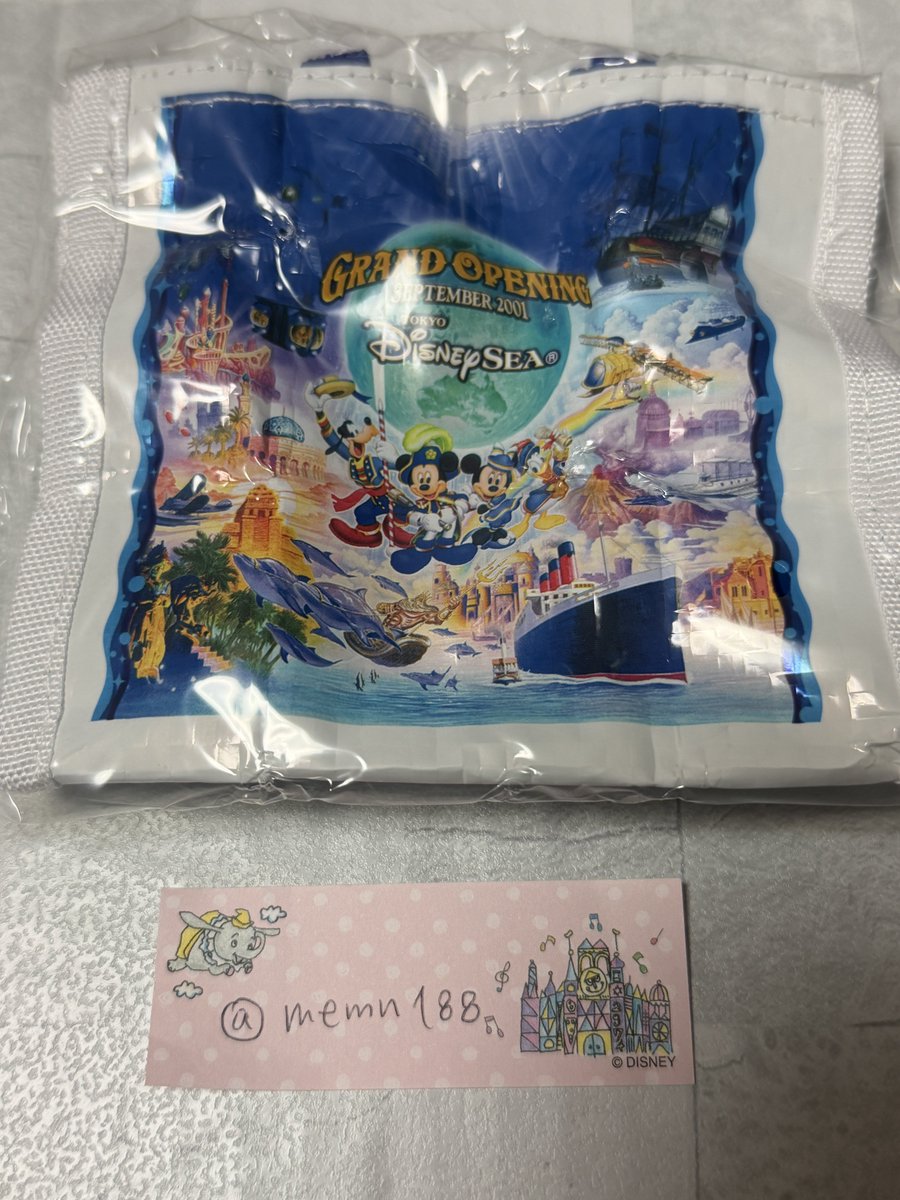 GRAND OPENING
SEPTEMBER 2001
TOKYO
DISNEYSEA®
@memn188
© DISNEY